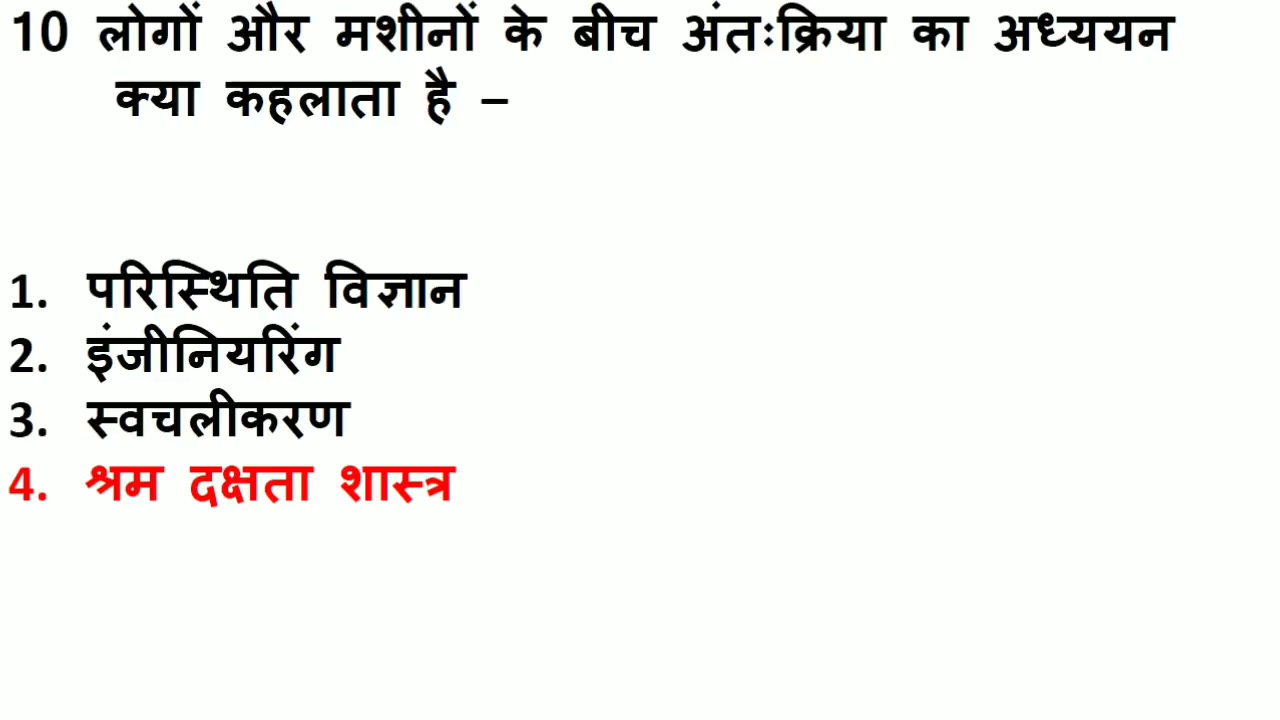 10 लोगों और मशीनों के बीच अंतःक्रिया का अध्ययन
क्या कहलाता है –
1. परिस्थिति विज्ञान
2. इंजीनियरिंग
3. स्वचलीकरण
4. श्रम दक्षता शास्त्र